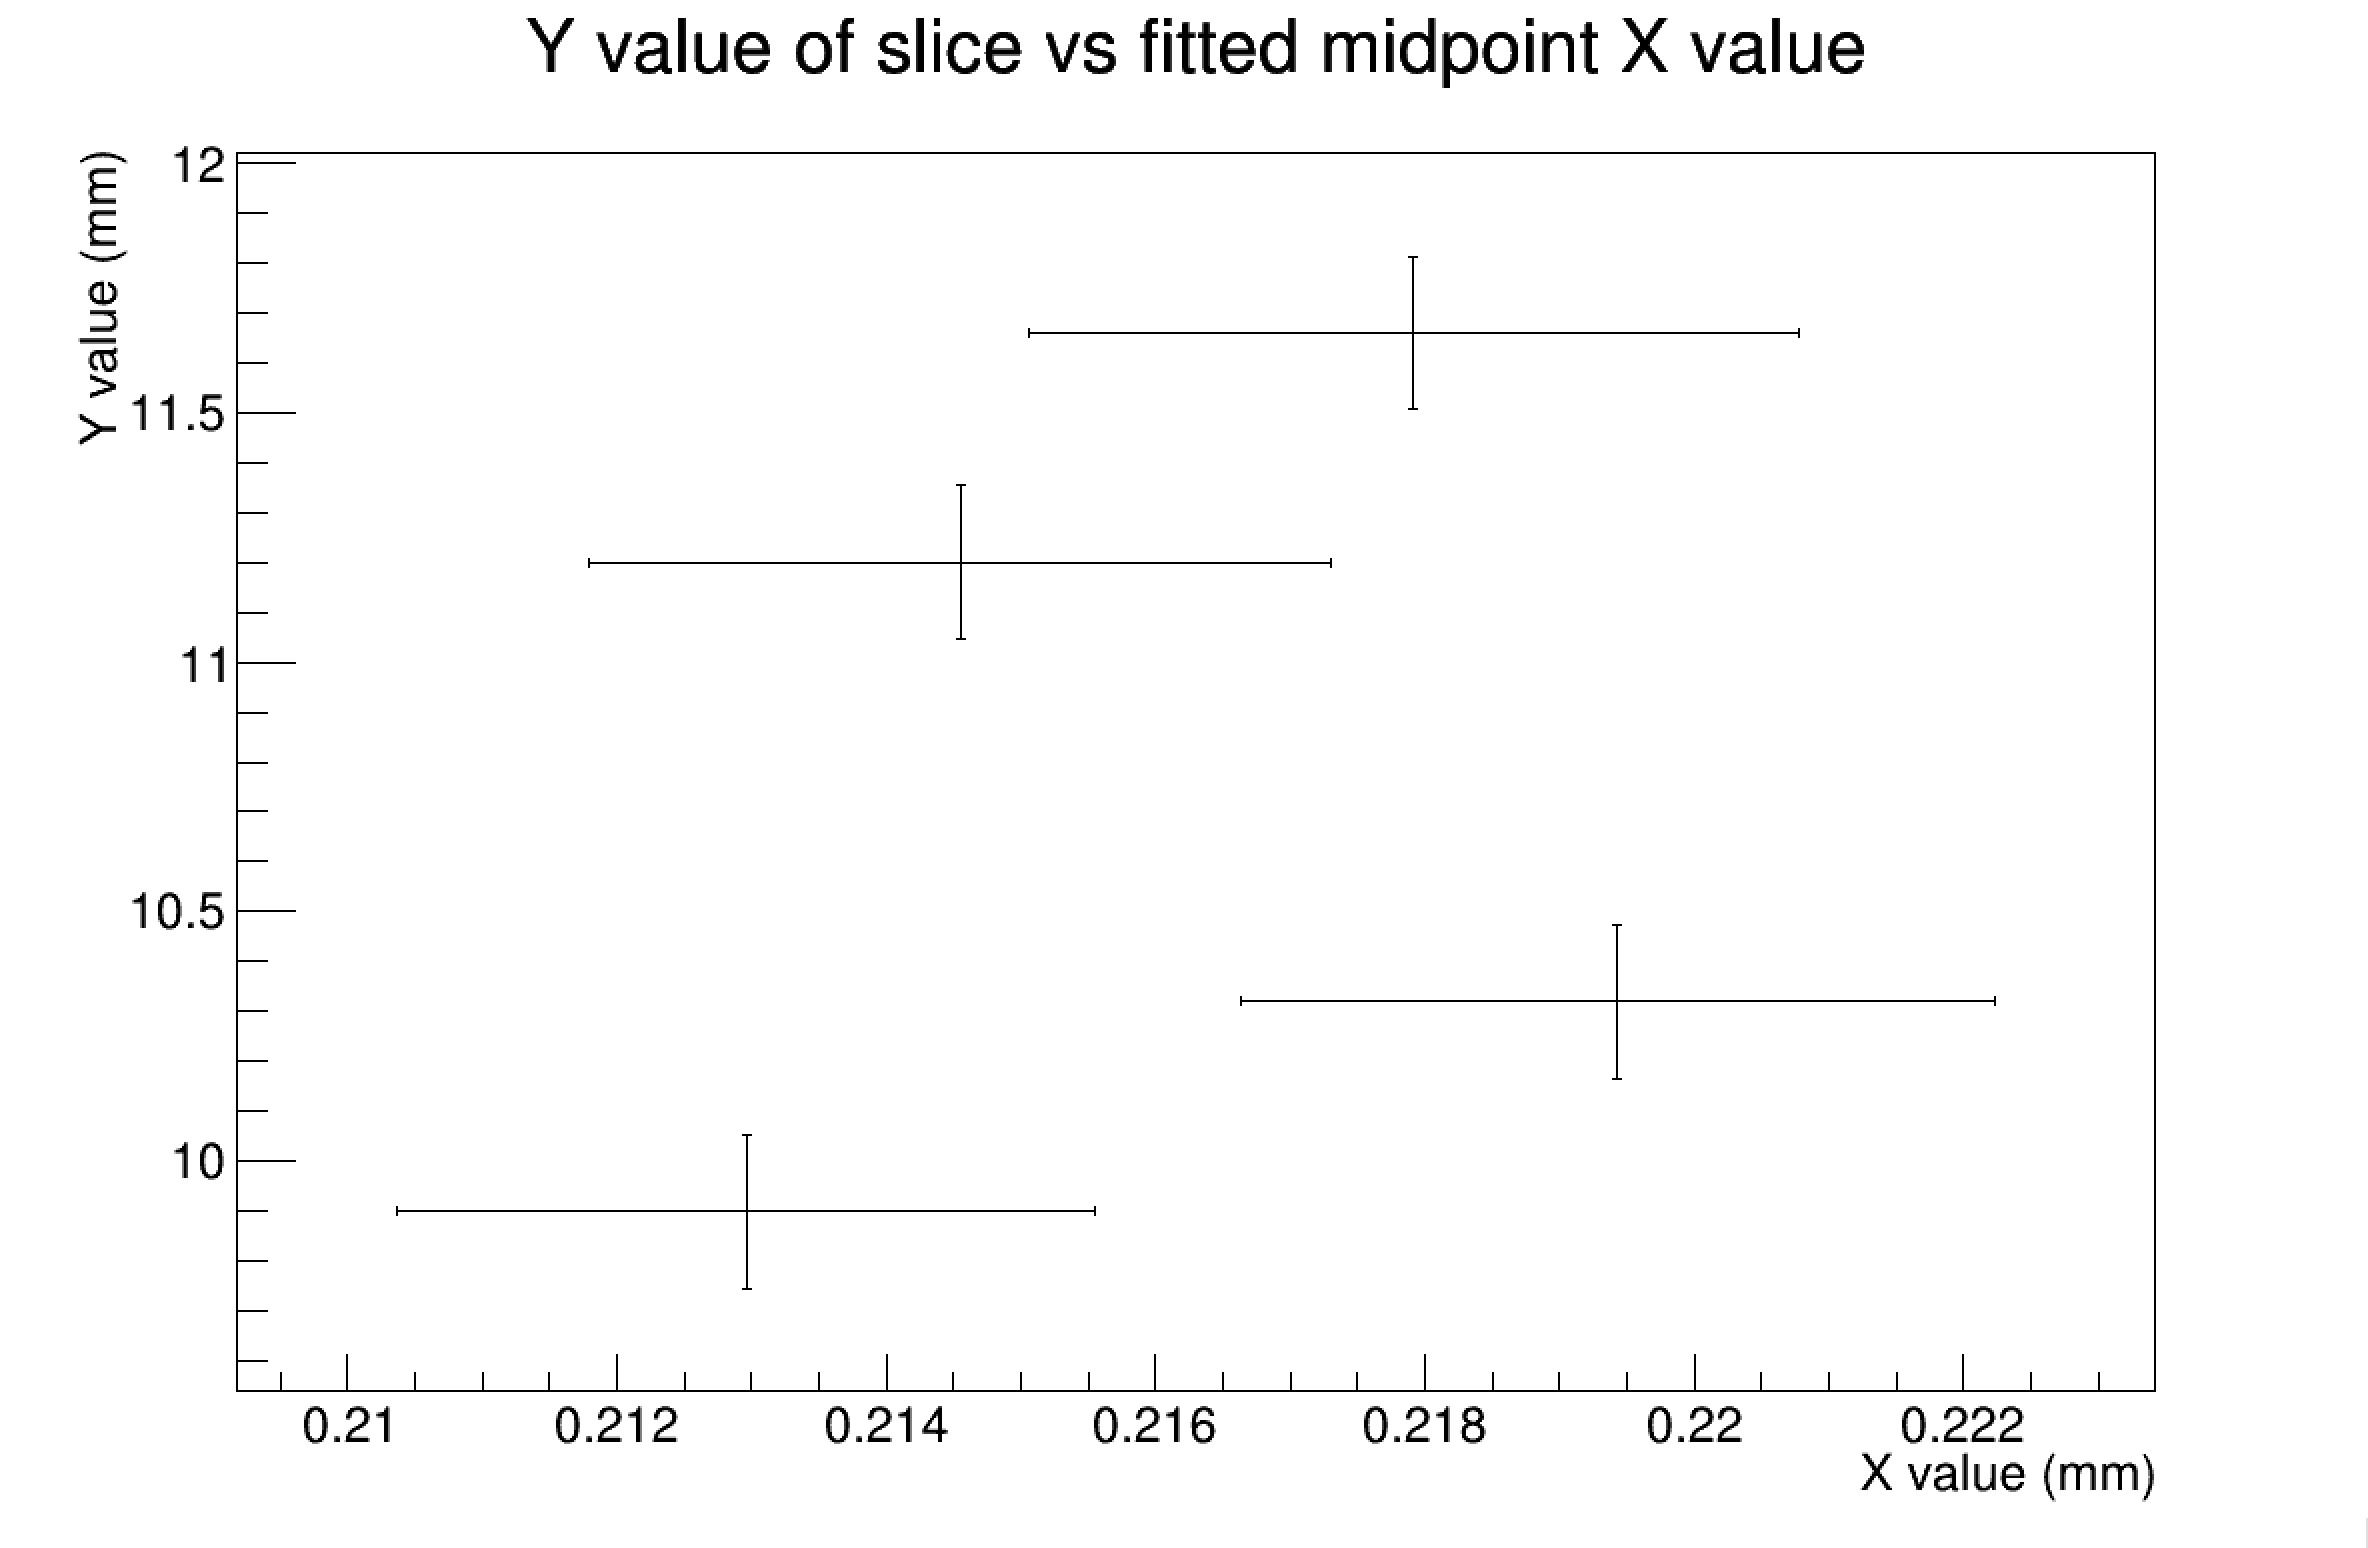 Y value of slice vs fitted midpoint X value
Y value (mm)
12
11.5
11
10.5
10
0.21 0.212 0.214 0.216 0.218 0.22 0.222
X value (mm)